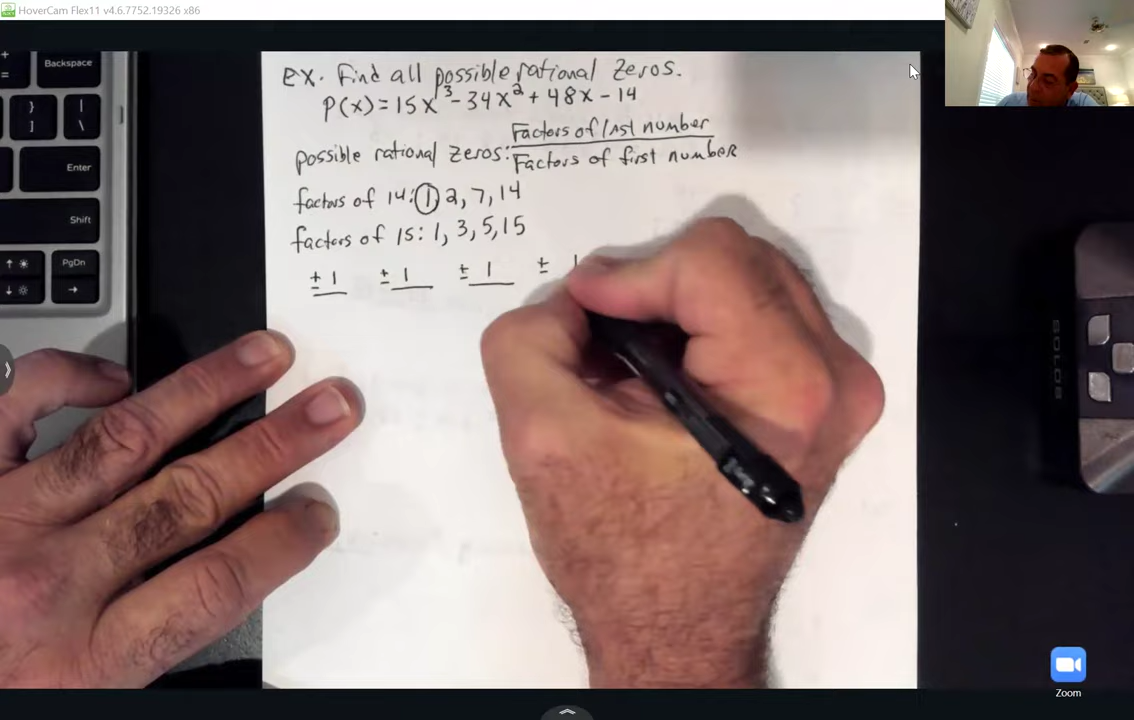 HoverCam Flex11 v4.6.7752.19326 x86
Ex. Find all possible rational zeros.
P(x) = 15x³ - 34x² + 48x - 14
possible rational zeros: Factors of last number
Factors of first number
factors of 14: 1, 2, 7, 14
factors of 15: 1, 3, 5, 15
± 1 ± 1 ± 1 ± 1
+
=
Backspace
}
]
|
\
Enter
Shift
PgDn
Zoom